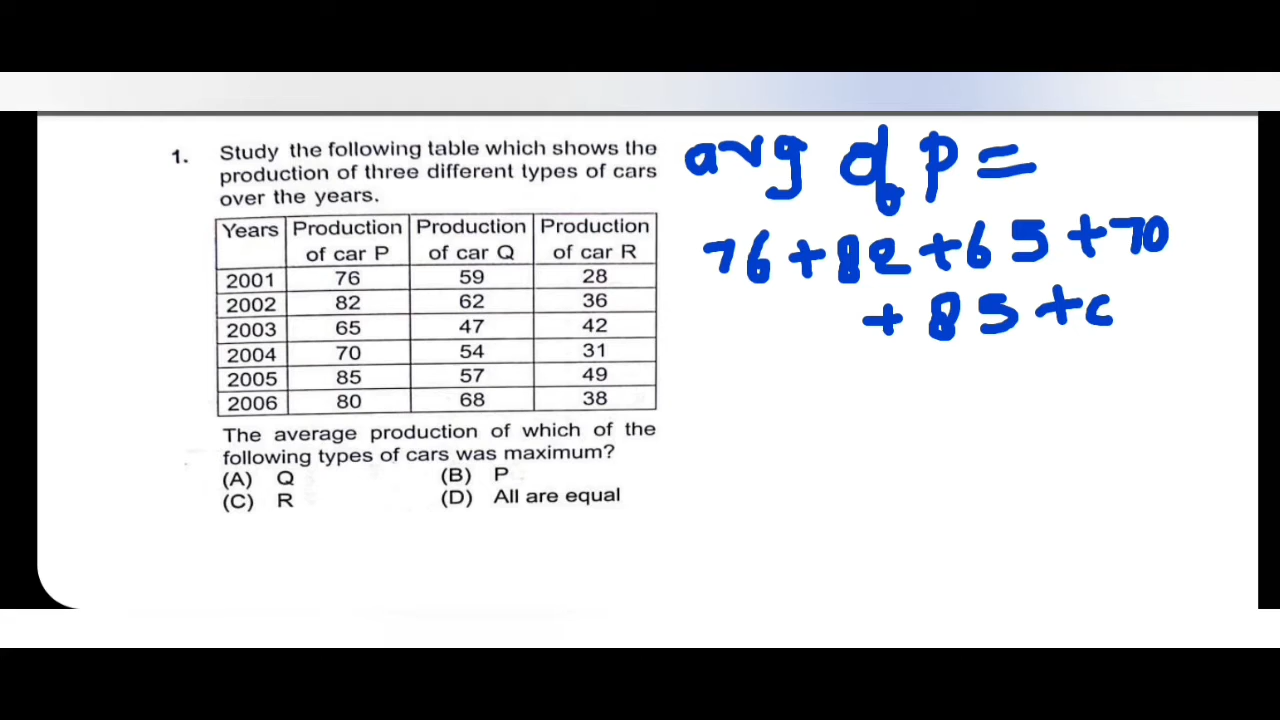 1. Study the following table which shows the
production of three different types of cars
over the years.
Years Production of car P Production of car Q Production of car R
2001 76 59 28
2002 82 62 36
2003 65 47 42
2004 70 54 31
2005 85 57 49
2006 80 68 38
The average production of which of the
following types of cars was maximum?
(A) Q (B) P
(C) R (D) All are equal
avg of p =
76+82+65+70
+85+